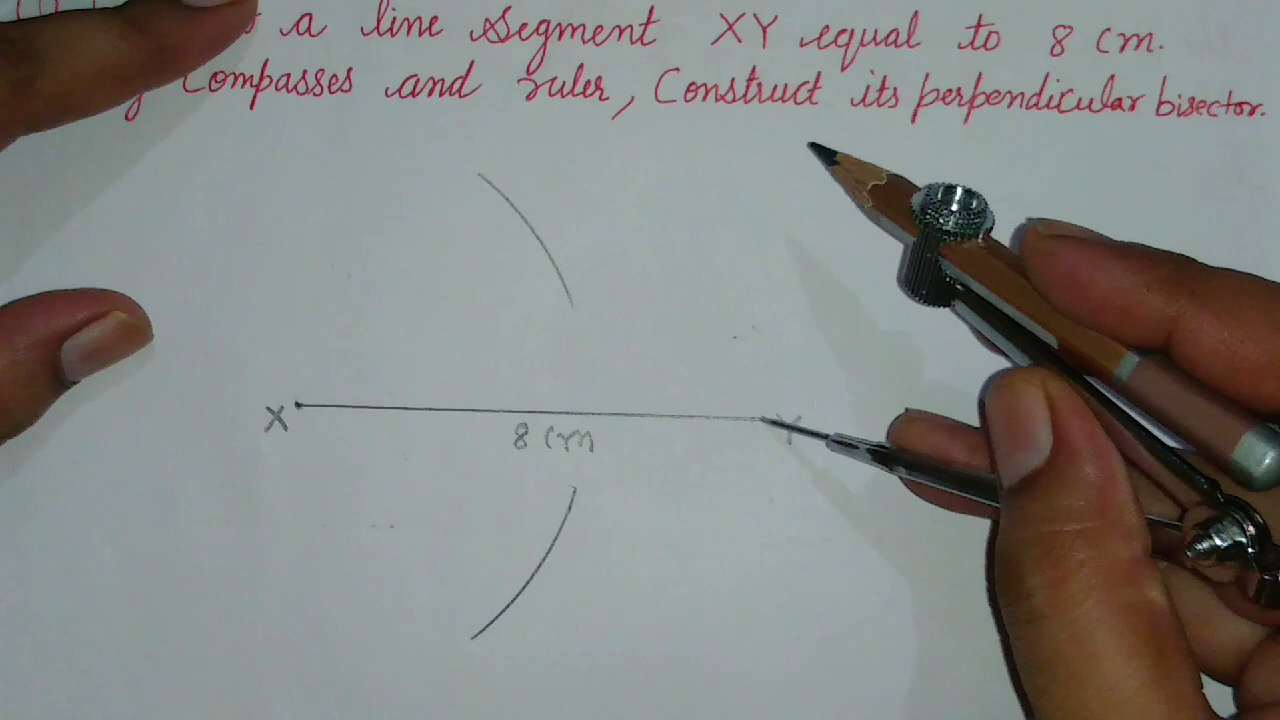 a line segment XY equal to 8 cm.
Compasses and ruler, Construct its perpendicular bisector.
X Y
8 cm